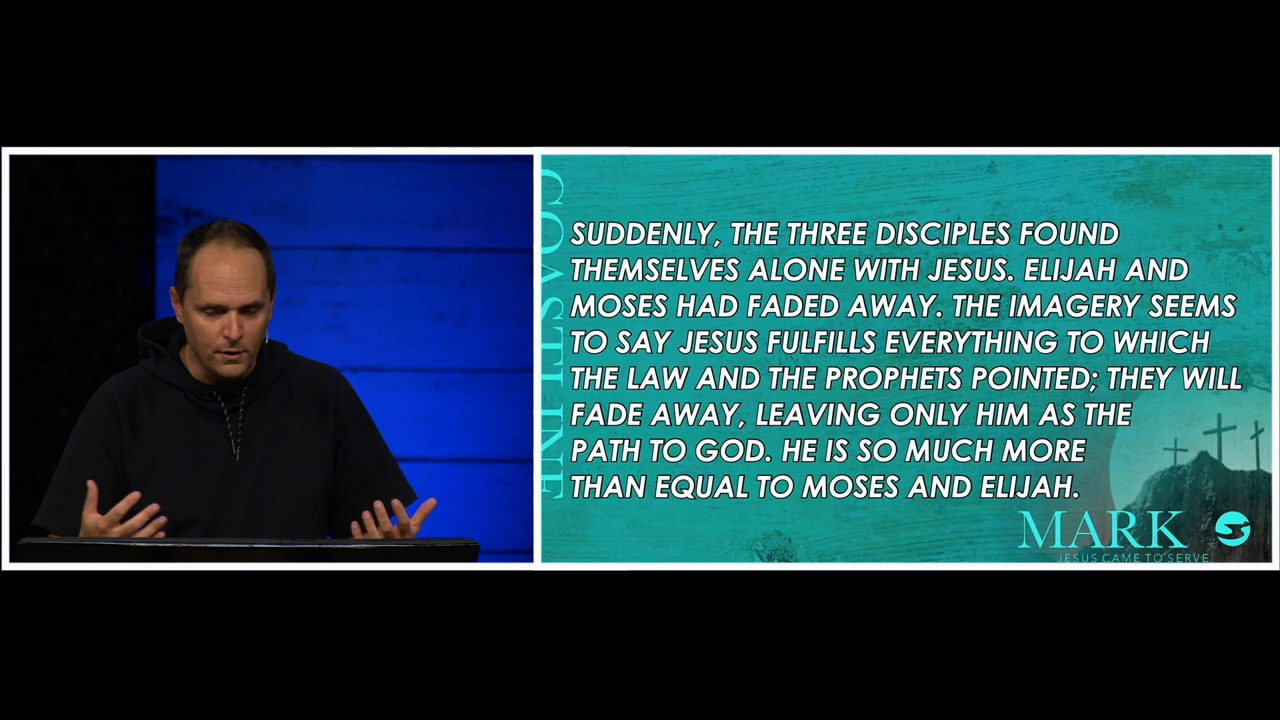 COASTLINE
SUDDENLY, THE THREE DISCIPLES FOUND
THEMSELVES ALONE WITH JESUS. ELIJAH AND
MOSES HAD FADED AWAY. THE IMAGERY SEEMS
TO SAY JESUS FULFILLS EVERYTHING TO WHICH
THE LAW AND THE PROPHETS POINTED; THEY WILL
FADE AWAY, LEAVING ONLY HIM AS THE
PATH TO GOD. HE IS SO MUCH MORE
THAN EQUAL TO MOSES AND ELIJAH.
MARK
JESUS CAME TO SERVE